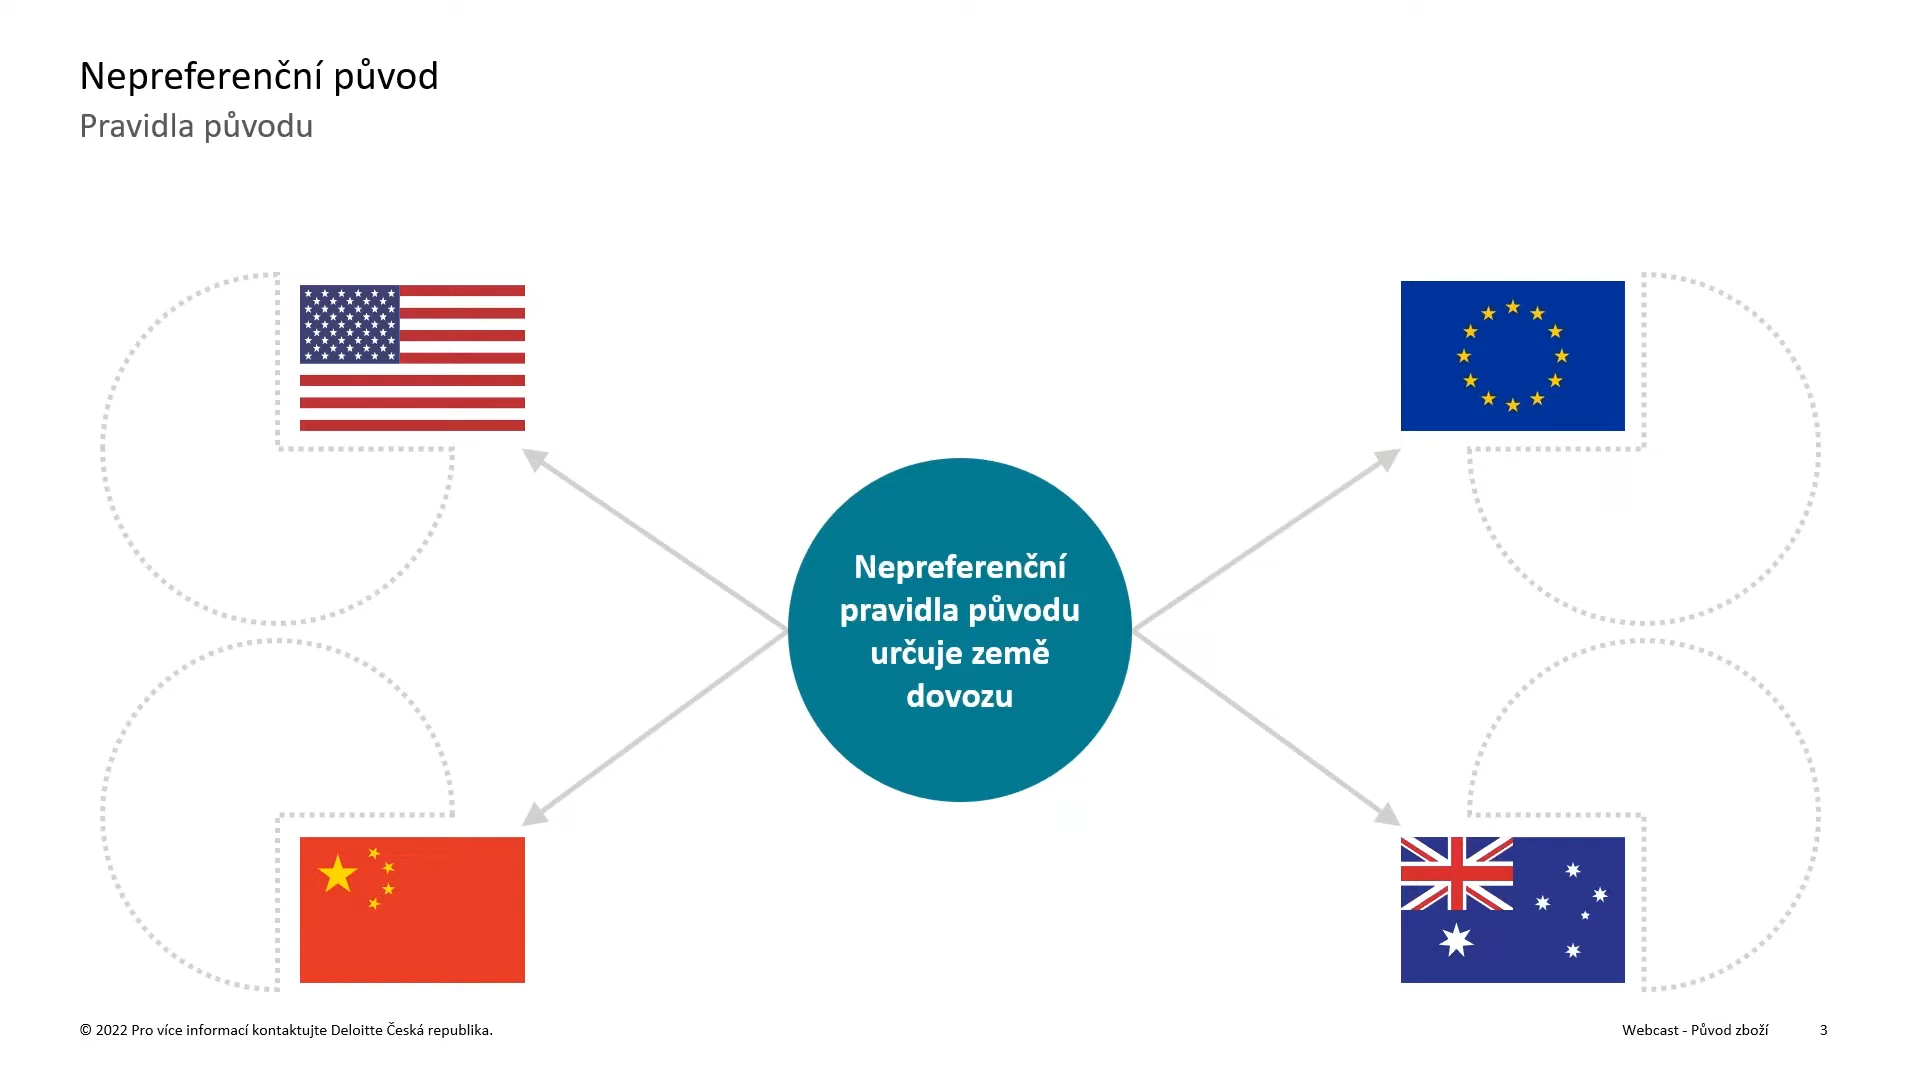 Nepreferenční původ
Pravidla původu
Nepreferenční
pravidla původu
určuje země
dovozu
© 2022 Pro více informací kontaktujte Deloitte Česká republika.
Webcast - Původ zboží
3